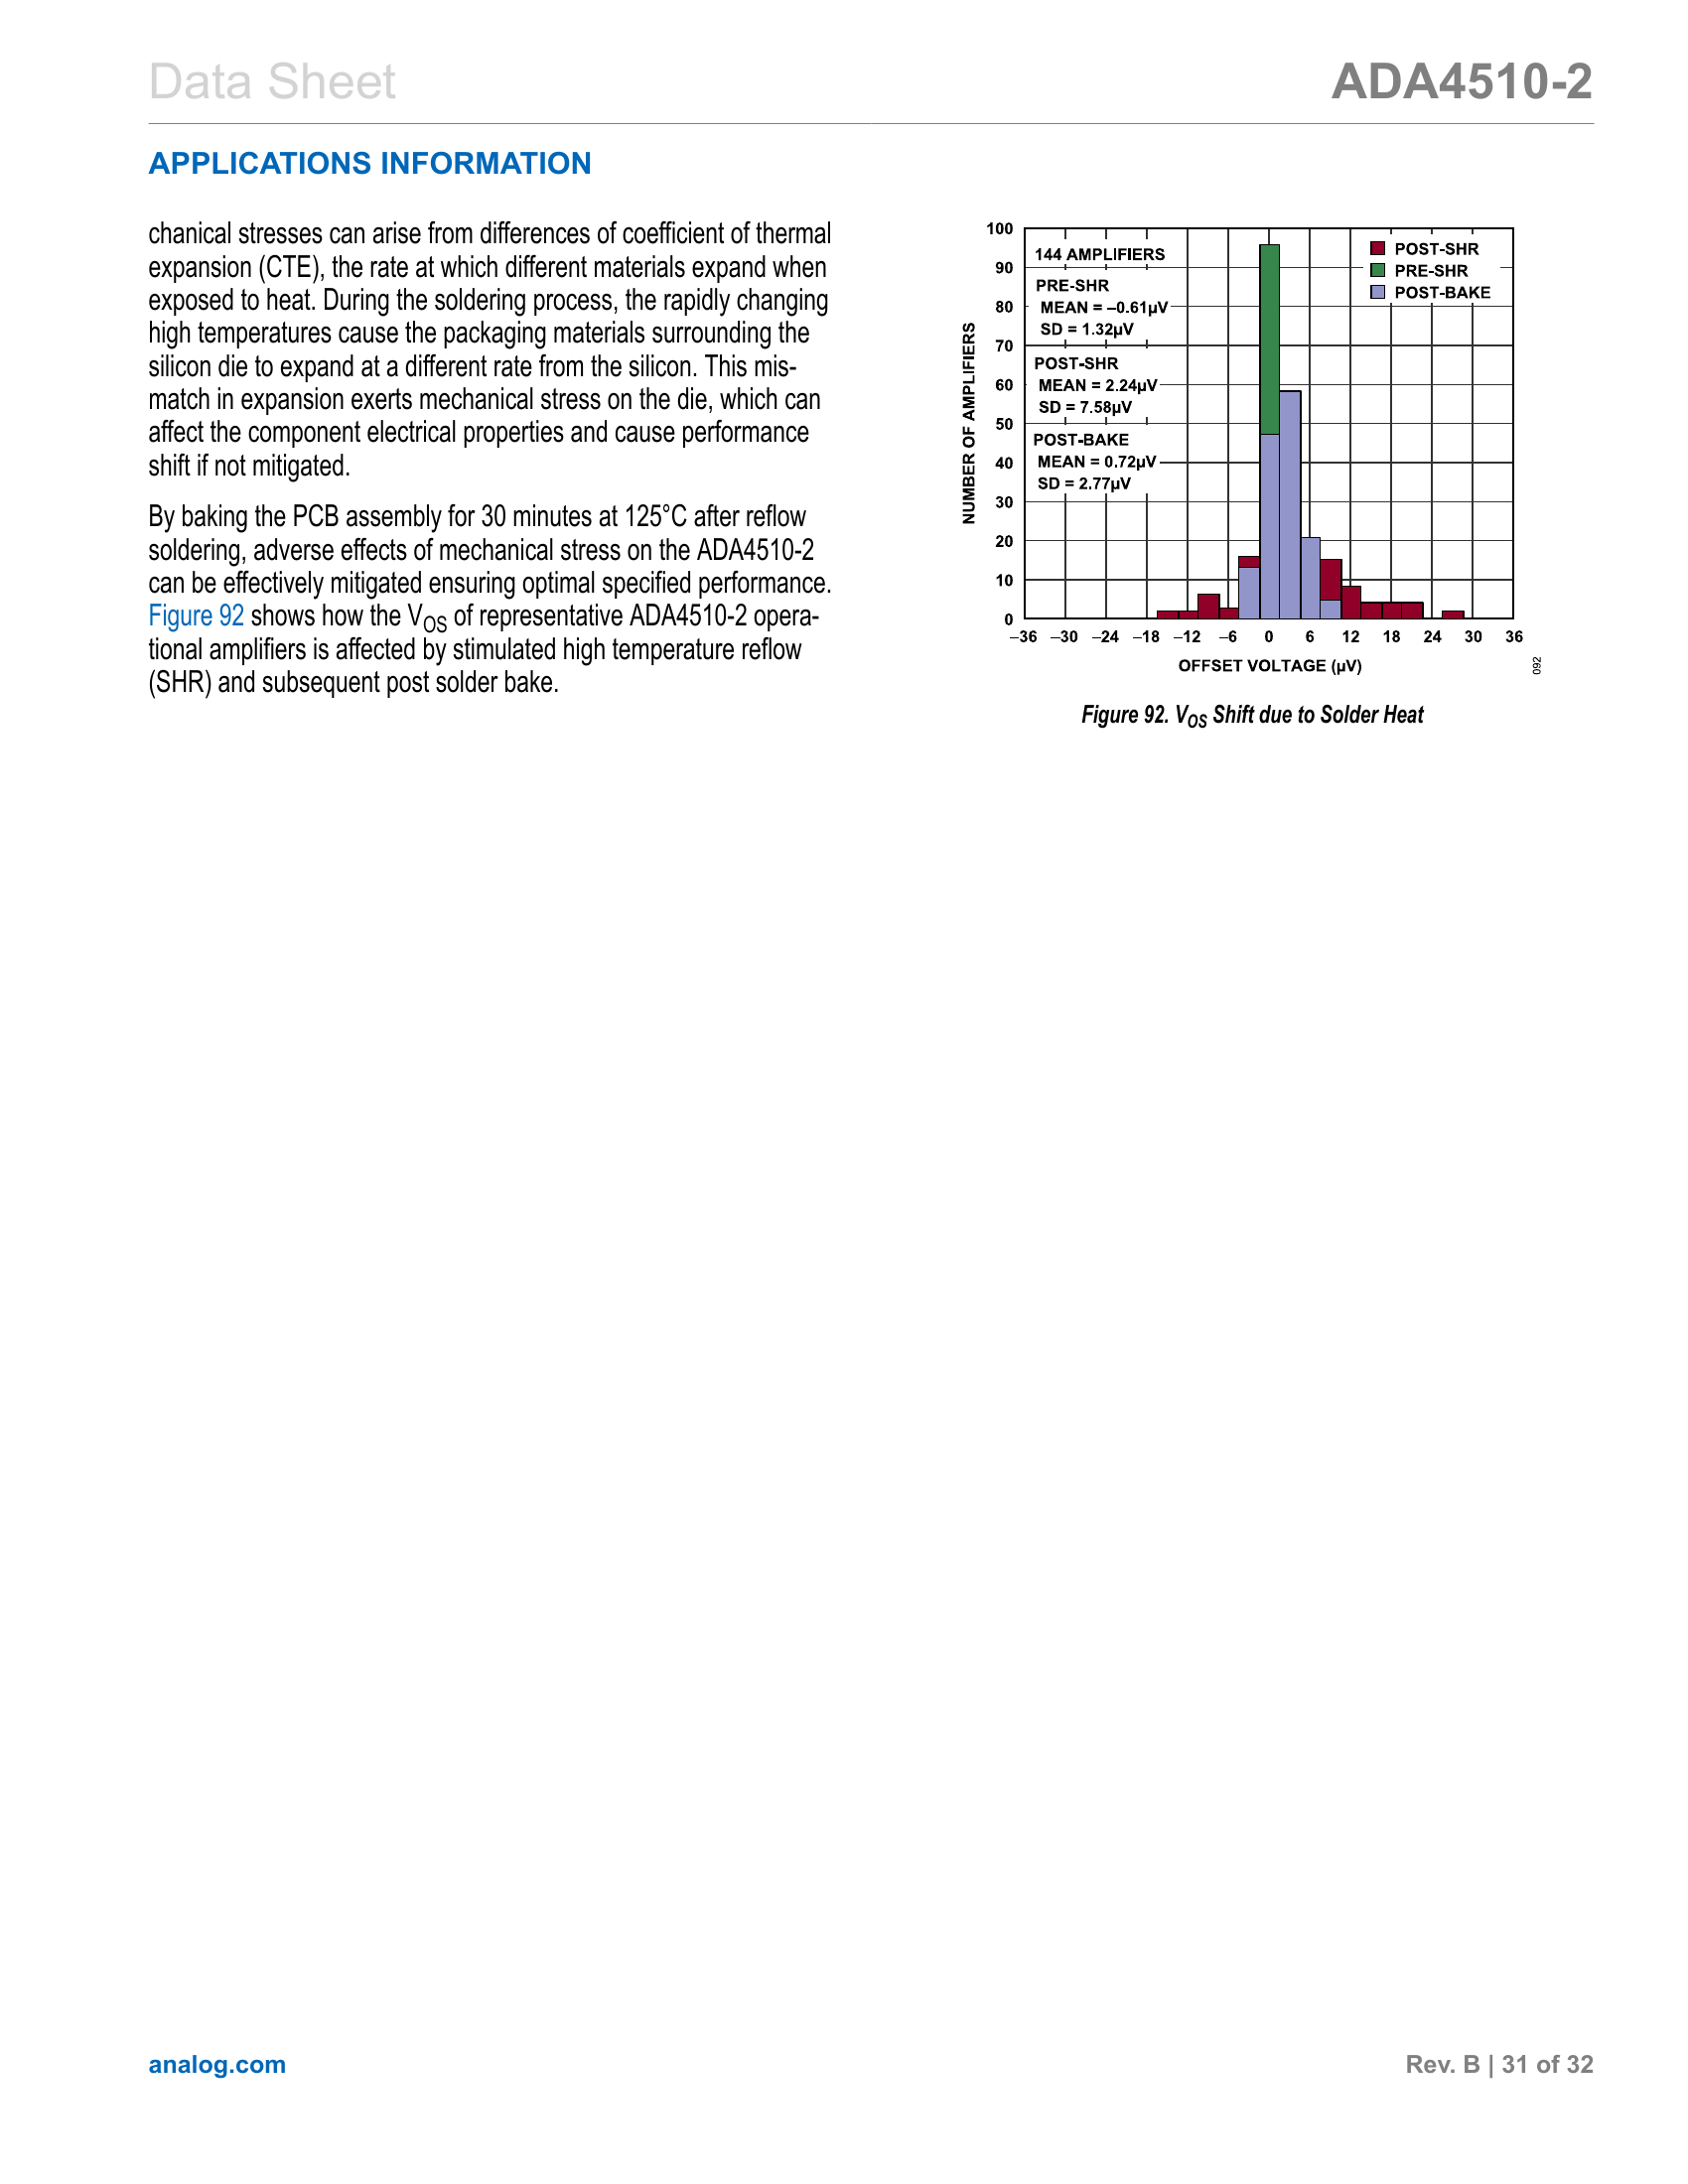 Data Sheet
ADA4510-2
APPLICATIONS INFORMATION
chanical stresses can arise from differences of coefficient of thermal
expansion (CTE), the rate at which different materials expand when
exposed to heat. During the soldering process, the rapidly changing
high temperatures cause the packaging materials surrounding the
silicon die to expand at a different rate from the silicon. This mis-
match in expansion exerts mechanical stress on the die, which can
affect the component electrical properties and cause performance
shift if not mitigated.
By baking the PCB assembly for 30 minutes at 125°C after reflow
soldering, adverse effects of mechanical stress on the ADA4510-2
can be effectively mitigated ensuring optimal specified performance.
Figure 92 shows how the VOS of representative ADA4510-2 opera-
tional amplifiers is affected by stimulated high temperature reflow
(SHR) and subsequent post solder bake.
NUMBER OF AMPLIFIERS
100
90
80
70
60
50
40
30
20
10
0
144 AMPLIFIERS
PRE-SHR
MEAN = –0.61µV
SD = 1.32µV
POST-SHR
MEAN = 2.24µV
SD = 7.58µV
POST-BAKE
MEAN = 0.72µV
SD = 2.77µV
POST-SHR
PRE-SHR
POST-BAKE
–36 –30 –24 –18 –12 –6 0 6 12 18 24 30 36
OFFSET VOLTAGE (µV)
092
Figure 92. VOS Shift due to Solder Heat
analog.com
Rev. B | 31 of 32